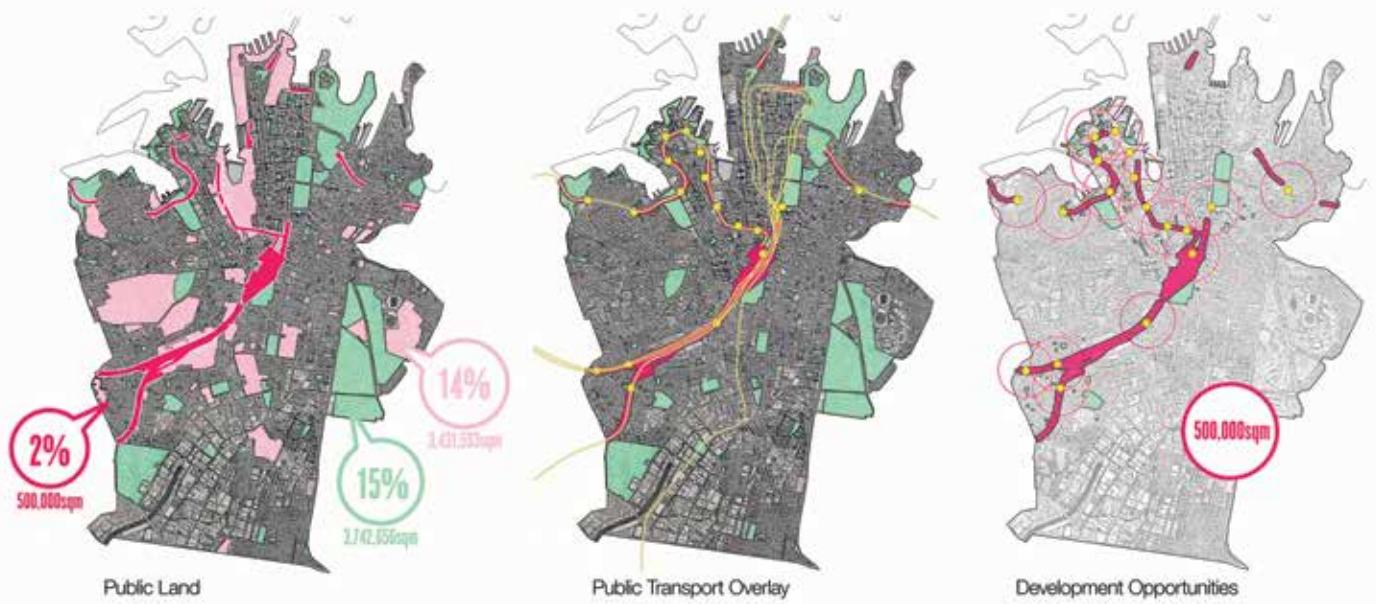 2%
500,000sqm
14%
15%
Public Land
Public Transport Overlay
500,000sqm
Development Opportunities